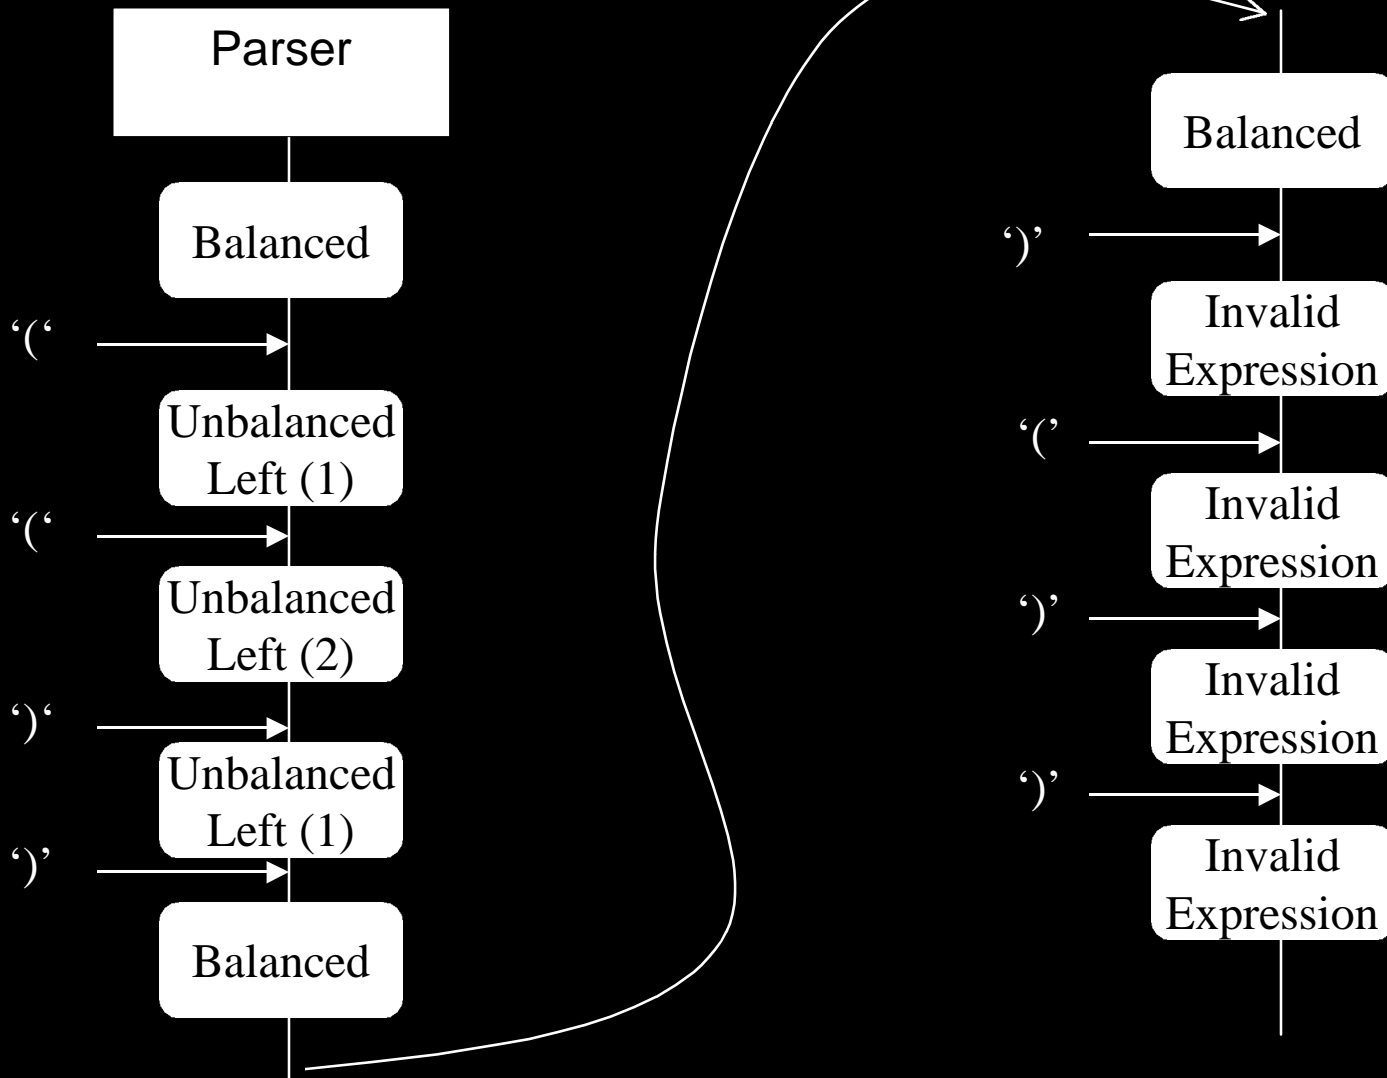 Parser
Balanced
‘(‘
Unbalanced
Left (1)
‘(‘
Unbalanced
Left (2)
‘)‘
Unbalanced
Left (1)
‘)’
Balanced
Balanced
‘)’
Invalid
Expression
‘(’
Invalid
Expression
‘)’
Invalid
Expression
‘)’
Invalid
Expression